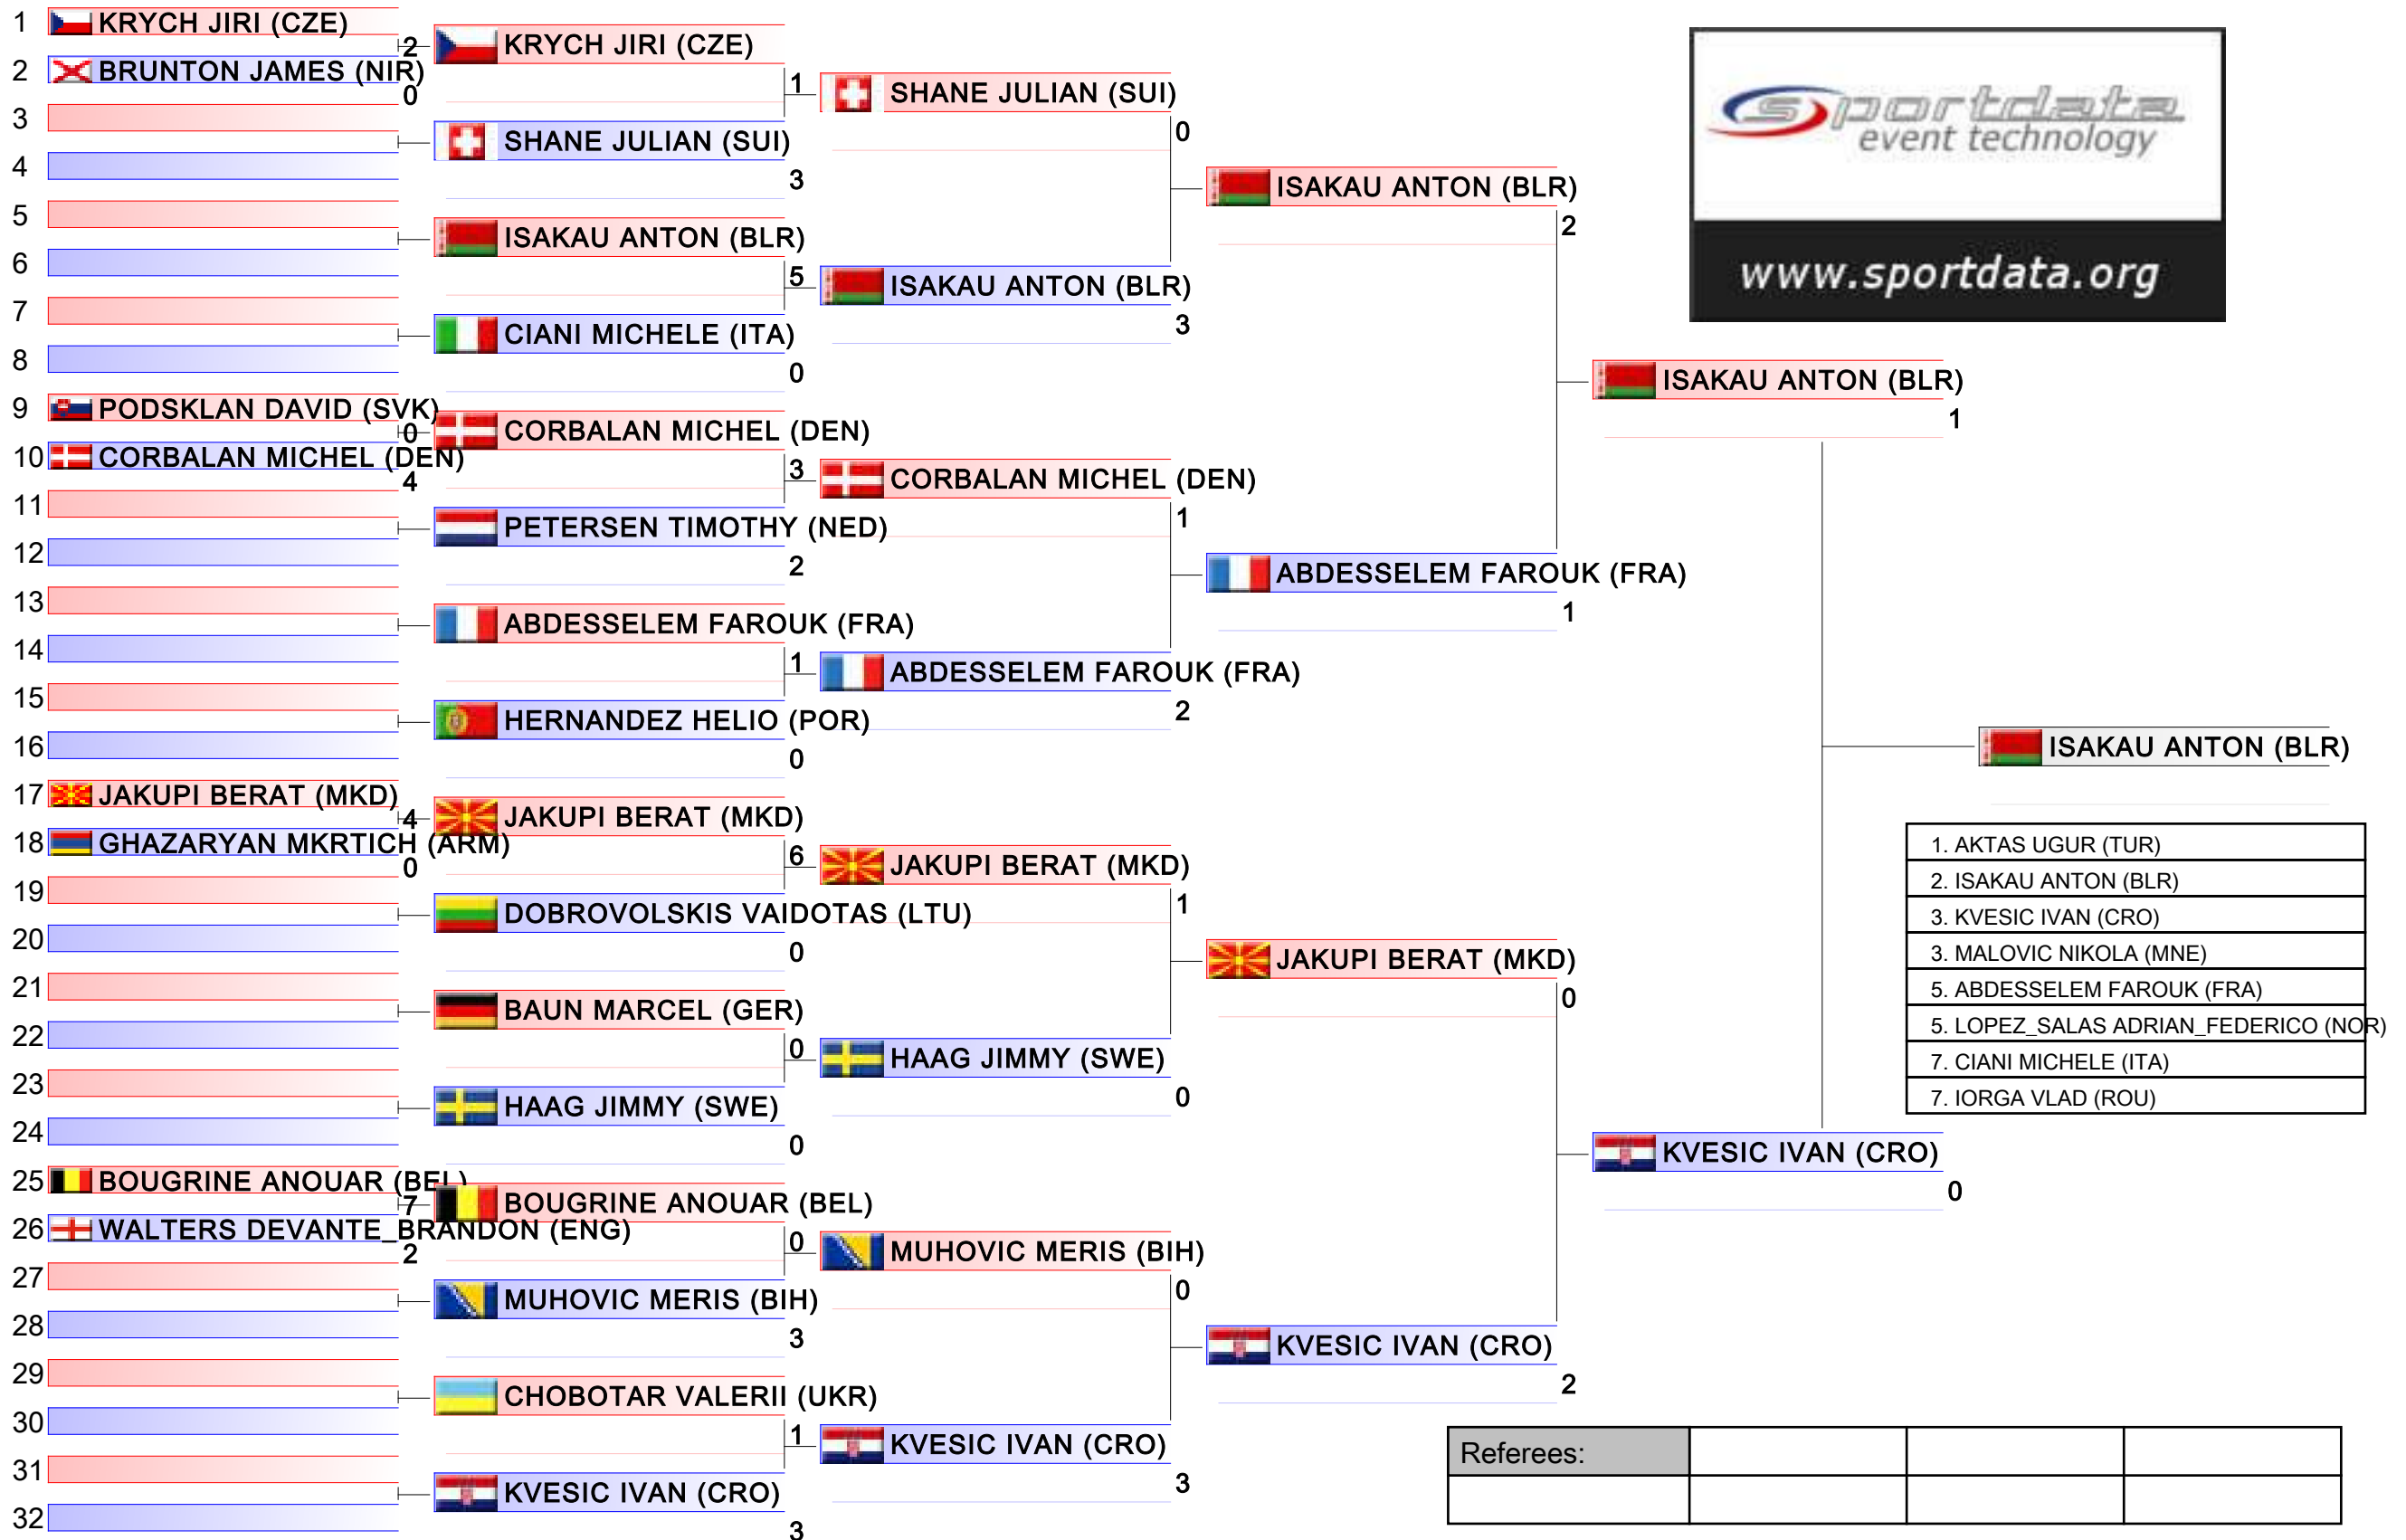 1 KRYCH JIRI (CZE)
2
2 BRUNTON JAMES (NIR)
0
3
4
5
6
7
8
9 PODSKLAN DAVID (SVK)
0
10 CORBALAN MICHEL (DEN)
4
11
12
13
14
15
16
17 JAKUPI BERAT (MKD)
4
18 GHAZARYAN MKRTICH (ARM)
0
19
20
21
22
23
24
25 BOUGRINE ANOUAR (BEL)
7
26 WALTERS DEVANTE_BRANDON (ENG)
2
27
28
29
30
31
32
KRYCH JIRI (CZE)
1
SHANE JULIAN (SUI)
3
ISAKAU ANTON (BLR)
5
CIANI MICHELE (ITA)
0
CORBALAN MICHEL (DEN)
3
PETERSEN TIMOTHY (NED)
2
ABDESSELEM FAROUK (FRA)
1
HERNANDEZ HELIO (POR)
0
JAKUPI BERAT (MKD)
6
DOBROVOLSKIS VAIDOTAS (LTU)
0
BAUN MARCEL (GER)
0
HAAG JIMMY (SWE)
0
BOUGRINE ANOUAR (BEL)
0
MUHOVIC MERIS (BIH)
3
CHOBOTAR VALERII (UKR)
1
KVESIC IVAN (CRO)
3
SHANE JULIAN (SUI)
0
ISAKAU ANTON (BLR)
3
CORBALAN MICHEL (DEN)
1
ABDESSELEM FAROUK (FRA)
2
JAKUPI BERAT (MKD)
1
HAAG JIMMY (SWE)
0
MUHOVIC MERIS (BIH)
0
KVESIC IVAN (CRO)
3
ISAKAU ANTON (BLR)
2
ABDESSELEM FAROUK (FRA)
1
JAKUPI BERAT (MKD)
0
KVESIC IVAN (CRO)
2
ISAKAU ANTON (BLR)
1
KVESIC IVAN (CRO)
0
ISAKAU ANTON (BLR)
sportdata
event technology
www.sportdata.org
1. AKTAS UGUR (TUR)
2. ISAKAU ANTON (BLR)
3. KVESIC IVAN (CRO)
3. MALOVIC NIKOLA (MNE)
5. ABDESSELEM FAROUK (FRA)
5. LOPEZ_SALAS ADRIAN_FEDERICO (NOR)
7. CIANI MICHELE (ITA)
7. IORGA VLAD (ROU)
Referees: